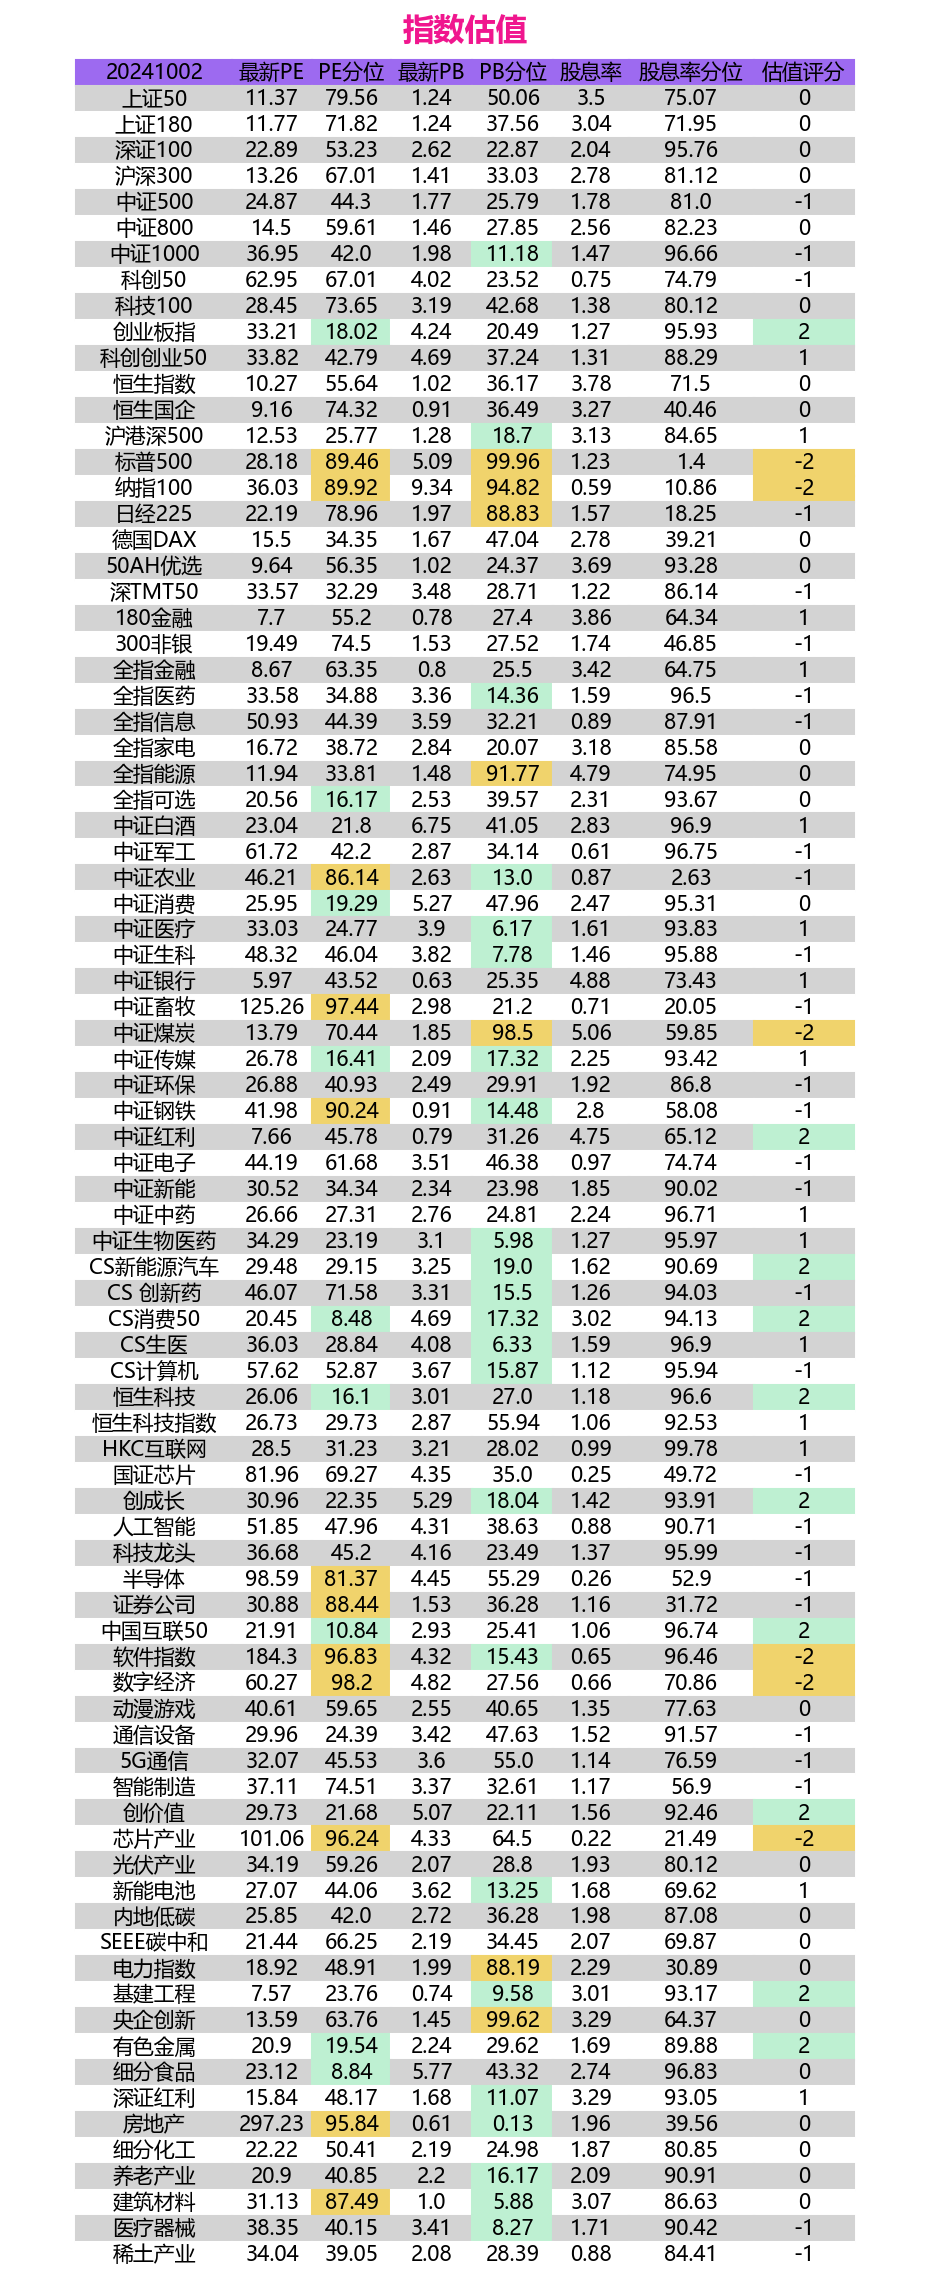 指数估值
20241002 最新PE PE分位 最新PB PB分位 股息率 股息率分位 估值评分
上证50 11.37 79.56 1.24 50.06 3.5 75.07 0
上证180 11.77 71.82 1.24 37.56 3.04 71.95 0
深证100 22.89 53.23 2.62 22.87 2.04 95.76 0
沪深300 13.26 67.01 1.41 33.03 2.78 81.12 0
中证500 24.87 44.3 1.77 25.79 1.78 81.0 -1
中证800 14.5 59.61 1.46 27.85 2.56 82.23 0
中证1000 36.95 42.0 1.98 11.18 1.47 96.66 -1
科创50 62.95 67.01 4.02 23.52 0.75 74.79 -1
科技100 28.45 73.65 3.19 42.68 1.38 80.12 0
创业板指 33.21 18.02 4.24 20.49 1.27 95.93 2
科创创业50 33.82 42.79 4.69 37.24 1.31 88.29 1
恒生指数 10.27 55.64 1.02 36.17 3.78 71.5 0
恒生国企 9.16 74.32 0.91 36.49 3.27 40.46 0
沪港深500 12.53 25.77 1.28 18.7 3.13 84.65 1
标普500 28.18 89.46 5.09 99.96 1.23 1.4 -2
纳指100 36.03 89.92 9.34 94.82 0.59 10.86 -2
日经225 22.19 78.96 1.97 88.83 1.57 18.25 -1
德国DAX 15.5 34.35 1.67 47.04 2.78 39.21 0
50AH优选 9.64 56.35 1.02 24.37 3.69 93.28 0
深TMT50 33.57 32.29 3.48 28.71 1.22 86.14 -1
180金融 7.7 55.2 0.78 27.4 3.86 64.34 1
300非银 19.49 74.5 1.53 27.52 1.74 46.85 -1
全指金融 8.67 63.35 0.8 25.5 3.42 64.75 1
全指医药 33.58 34.88 3.36 14.36 1.59 96.5 -1
全指信息 50.93 44.39 3.59 32.21 0.89 87.91 -1
全指家电 16.72 38.72 2.84 20.07 3.18 85.58 0
全指能源 11.94 33.81 1.48 91.77 4.79 74.95 0
全指可选 20.56 16.17 2.53 39.57 2.31 93.67 0
中证白酒 23.04 21.8 6.75 41.05 2.83 96.9 1
中证军工 61.72 42.2 2.87 34.14 0.61 96.75 -1
中证农业 46.21 86.14 2.63 13.0 0.87 2.63 -1
中证消费 25.95 19.29 5.27 47.96 2.47 95.31 0
中证医疗 33.03 24.77 3.9 6.17 1.61 93.83 1
中证生科 48.32 46.04 3.82 7.78 1.46 95.88 -1
中证银行 5.97 43.52 0.63 25.35 4.88 73.43 1
中证畜牧 125.26 97.44 2.98 21.2 0.71 20.05 -1
中证煤炭 13.79 70.44 1.85 98.5 5.06 59.85 -2
中证传媒 26.78 16.41 2.09 17.32 2.25 93.42 1
中证环保 26.88 40.93 2.49 29.91 1.92 86.8 -1
中证钢铁 41.98 90.24 0.91 14.48 2.8 58.08 -1
中证红利 7.66 45.78 0.79 31.26 4.75 65.12 2
中证电子 44.19 61.68 3.51 46.38 0.97 74.74 -1
中证新能 30.52 34.34 2.34 23.98 1.85 90.02 -1
中证中药 26.66 27.31 2.76 24.81 2.24 96.71 1
中证生物医药 34.29 23.19 3.1 5.98 1.27 95.97 1
CS新能源汽车 29.48 29.15 3.25 19.0 1.62 90.69 2
CS 创新药 46.07 71.58 3.31 15.5 1.26 94.03 -1
CS消费50 20.45 8.48 4.69 17.32 3.02 94.13 2
CS生医 36.03 28.84 4.08 6.33 1.59 96.9 1
CS计算机 57.62 52.87 3.67 15.87 1.12 95.94 -1
恒生科技 26.06 16.1 3.01 27.0 1.18 96.6 2
恒生科技指数 26.73 29.73 2.87 55.94 1.06 92.53 1
HKC互联网 28.5 31.23 3.21 28.02 0.99 99.78 1
国证芯片 81.96 69.27 4.35 35.0 0.25 49.72 -1
创成长 30.96 22.35 5.29 18.04 1.42 93.91 2
人工智能 51.85 47.96 4.31 38.63 0.88 90.71 -1
科技龙头 36.68 45.2 4.16 23.49 1.37 95.99 -1
半导体 98.59 81.37 4.45 55.29 0.26 52.9 -1
证券公司 30.88 88.44 1.53 36.28 1.16 31.72 -1
中国互联50 21.91 10.84 2.93 25.41 1.06 96.74 2
软件指数 184.3 96.83 4.32 15.43 0.65 96.46 -2
数字经济 60.27 98.2 4.82 27.56 0.66 70.86 -2
动漫游戏 40.61 59.65 2.55 40.65 1.35 77.63 0
通信设备 29.96 24.39 3.42 47.63 1.52 91.57 -1
5G通信 32.07 45.53 3.6 55.0 1.14 76.59 -1
智能制造 37.11 74.51 3.37 32.61 1.17 56.9 -1
创价值 29.73 21.68 5.07 22.11 1.56 92.46 2
芯片产业 101.06 96.24 4.33 64.5 0.22 21.49 -2
光伏产业 34.19 59.26 2.07 28.8 1.93 80.12 0
新能电池 27.07 44.06 3.62 13.25 1.68 69.62 1
内地低碳 25.85 42.0 2.72 36.28 1.98 87.08 0
SEEE碳中和 21.44 66.25 2.19 34.45 2.07 69.87 0
电力指数 18.92 48.91 1.99 88.19 2.29 30.89 0
基建工程 7.57 23.76 0.74 9.58 3.01 93.17 2
央企创新 13.59 63.76 1.45 99.62 3.29 64.37 0
有色金属 20.9 19.54 2.24 29.62 1.69 89.88 2
细分食品 23.12 8.84 5.77 43.32 2.74 96.83 0
深证红利 15.84 48.17 1.68 11.07 3.29 93.05 1
房地产 297.23 95.84 0.61 0.13 1.96 39.56 0
细分化工 22.22 50.41 2.19 24.98 1.87 80.85 0
养老产业 20.9 40.85 2.2 16.17 2.09 90.91 0
建筑材料 31.13 87.49 1.0 5.88 3.07 86.63 0
医疗器械 38.35 40.15 3.41 8.27 1.71 90.42 -1
稀土产业 34.04 39.05 2.08 28.39 0.88 84.41 -1